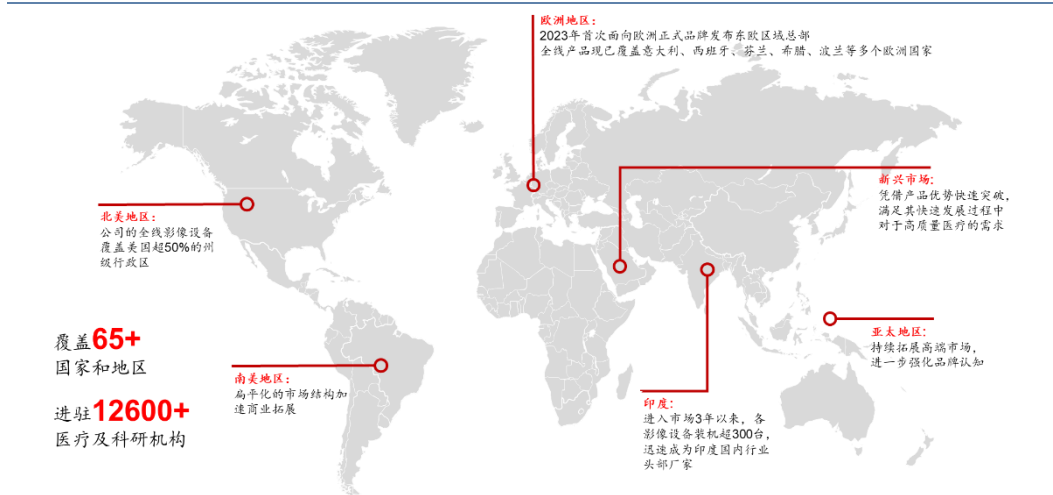 欧洲地区:
2023年首次面向欧洲正式品牌发布东欧区域总部
全线产品现已覆盖意大利、西班牙、芬兰、希腊、波兰等多个欧洲国家
新兴市场:
凭借产品优势快速突破,
满足其快速发展过程中
对于高质量医疗的需求
北美地区:
公司的全线影像设备
覆盖美国超50%的州
级行政区
亚太地区:
持续拓展高端市场,
进一步强化品牌认知
覆盖65+
国家和地区
南美地区:
扁平化的市场结构加
速商业拓展
进驻12600+
医疗及科研机构
印度:
进入市场3年以来,各
影像设备装机超300台,
迅速成为印度国内行业
头部厂家